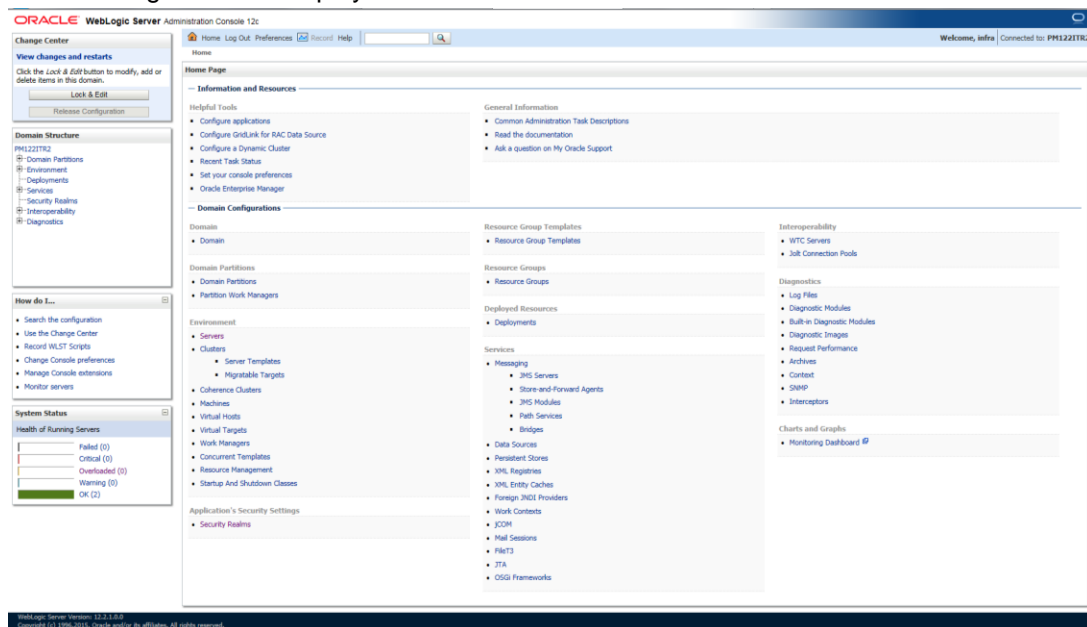 ORACLE WebLogic Server Administration Console 12c
Change Center
View changes and restarts
Click the Lock & Edit button to modify, add or
delete items in this domain.
Lock & Edit
Release Configuration
Domain Structure
PM122ITR2
Domain Partitions
Environment
Deployments
Services
Security Realms
Interoperability
Diagnostics
How do I...
Search the configuration
Use the Change Center
Record WLST Scripts
Change Console preferences
Manage Console extensions
Monitor servers
System Status
Health of Running Servers
Failed (0)
Critical (0)
Overloaded (0)
Warning (0)
OK (2)
Home Log Out Preferences Record Help
Welcome, infra Connected to: PM122ITR2
Home
Home Page
Information and Resources
Helpful Tools
Configure applications
Configure GridLink for RAC Data Source
Configure a Dynamic Cluster
Recent Task Status
Set your console preferences
Oracle Enterprise Manager
General Information
Common Administration Task Descriptions
Read the documentation
Ask a question on My Oracle Support
Domain Configurations
Domain
Domain
Domain Partitions
Domain Partitions
Partition Work Managers
Environment
Servers
Clusters
Server Templates
Migratable Targets
Coherence Clusters
Machines
Virtual Hosts
Virtual Targets
Work Managers
Concurrent Templates
Resource Management
Startup And Shutdown Classes
Application's Security Settings
Security Realms
Resource Group Templates
Resource Group Templates
Resource Groups
Resource Groups
Deployed Resources
Deployments
Services
Messaging
JMS Servers
Store-and-Forward Agents
JMS Modules
Path Services
Bridges
Data Sources
Persistent Stores
XML Registries
XML Entity Caches
Foreign JNDI Providers
Work Contexts
jCOM
Mail Sessions
FileT3
JTA
OSGi Frameworks
Interoperability
WTC Servers
Jolt Connection Pools
Diagnostics
Log Files
Diagnostic Modules
Built-in Diagnostic Modules
Diagnostic Images
Request Performance
Archives
Context
SNMP
Interceptors
Charts and Graphs
Monitoring Dashboard
WebLogic Server Version: 12.2.1.0.0
Copyright (c) 1996,2015, Oracle and/or its affiliates. All rights reserved.